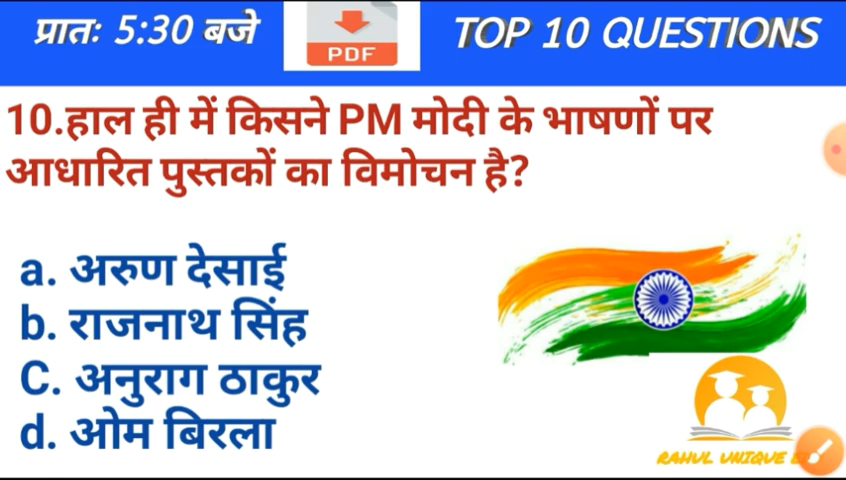 प्रातः 5:30 बजे
PDF
TOP 10 QUESTIONS
10.हाल ही में किसने PM मोदी के भाषणों पर
आधारित पुस्तकों का विमोचन है?
a. अरुण देसाई
b. राजनाथ सिंह
C. अनुराग ठाकुर
d. ओम बिरला
RAHUL UNIQUE